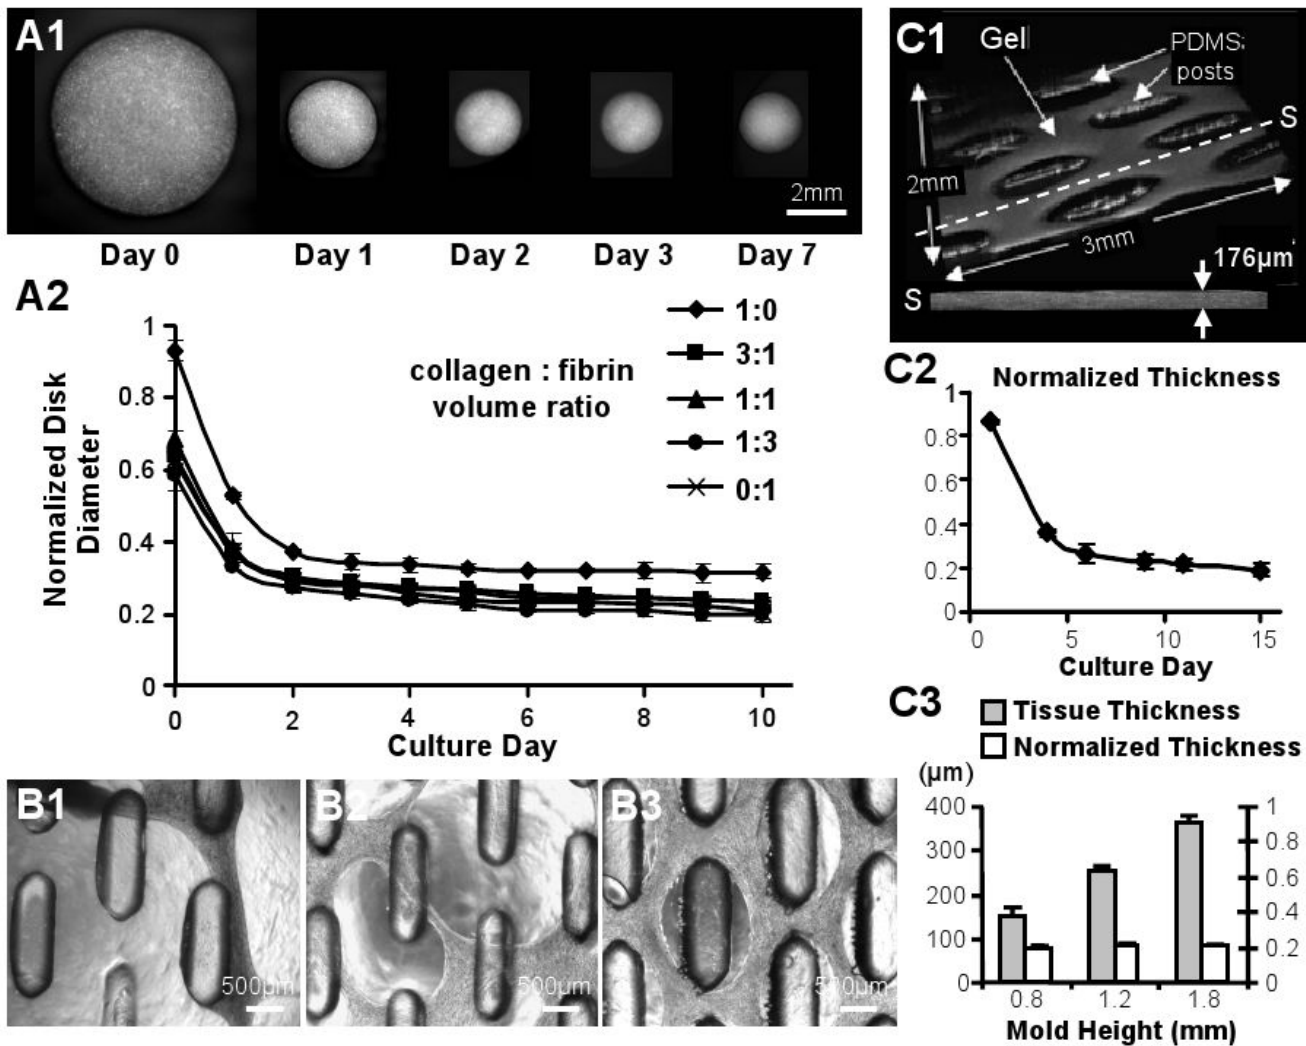 A1
2mm
Day 0
Day 1
Day 2
Day 3
Day 7
A2
1
0.8
0.6
0.4
0.2
0
0
2
4
6
8
10
Normalized Disk
Diameter
Culture Day
collagen : fibrin
volume ratio
1:0
3:1
1:1
1:3
0:1
B1
500μm
B2
500μm
B3
500μm
C1
Gel
PDMS
posts
S
2mm
3mm
176μm
S
C2
Normalized Thickness
1
0.8
0.6
0.4
0.2
0
0
5
10
15
Culture Day
C3
Tissue Thickness
Normalized Thickness
(μm)
400
300
200
100
0
1
0.8
0.6
0.4
0.2
0
0.8
1.2
1.8
Mold Height (mm)